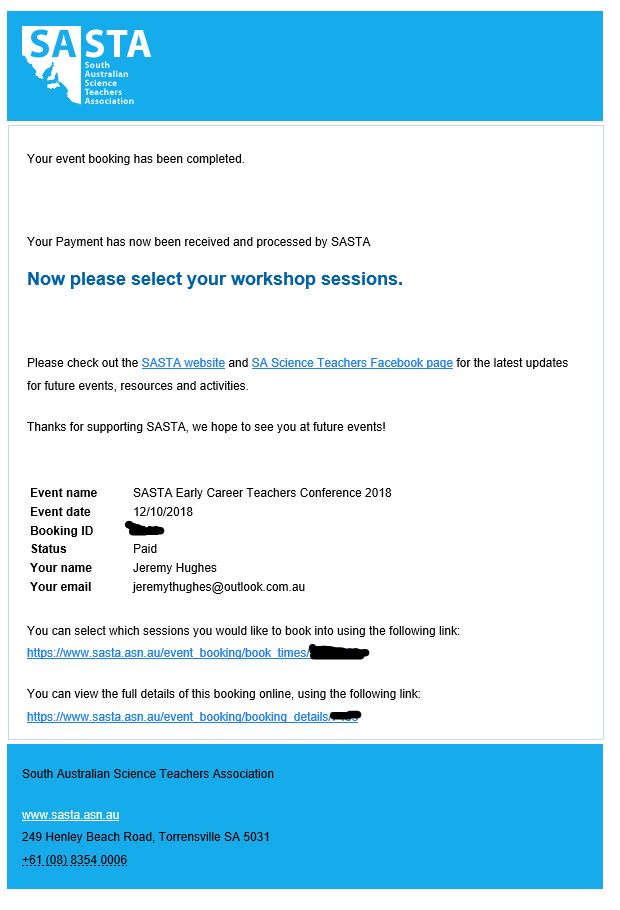 SASTA
South
Australian
Science
Teachers
Association
Your event booking has been completed.
Your Payment has now been received and processed by SASTA
Now please select your workshop sessions.
Please check out the SASTA website and SA Science Teachers Facebook page for the latest updates
for future events, resources and activities.
Thanks for supporting SASTA, we hope to see you at future events!
Event name SASTA Early Career Teachers Conference 2018
Event date 12/10/2018
Booking ID
Status Paid
Your name Jeremy Hughes
Your email jeremythughes@outlook.com.au
You can select which sessions you would like to book into using the following link:
https://www.sasta.asn.au/event_booking/book_times/
You can view the full details of this booking online, using the following link:
https://www.sasta.asn.au/event_booking/booking_details/
South Australian Science Teachers Association
www.sasta.asn.au
249 Henley Beach Road, Torrensville SA 5031
+61 (08) 8354 0006